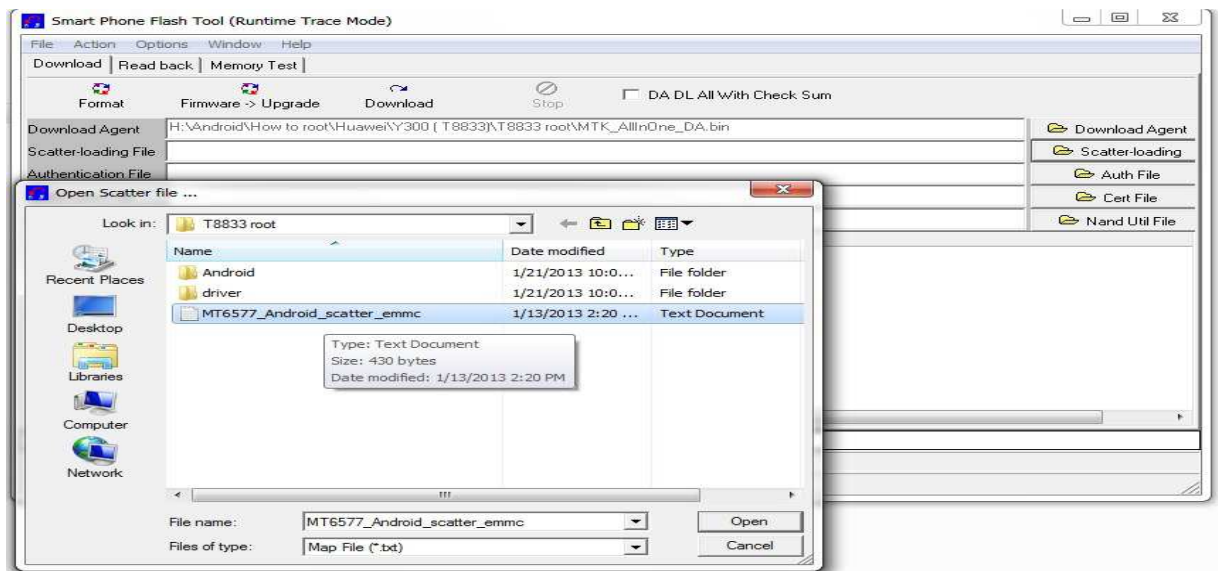 Smart Phone Flash Tool (Runtime Trace Mode)
File Action Options Window Help
Download Read back Memory Test
Format Firmware -> Upgrade Download Stop DA DL All With Check Sum
Download Agent H:\Android\How to root\Huawei\Y300 ( T8833)\T8833 root\MTK_AllInOne_DA.bin Download Agent
Scatter-loading File Scatter-loading
Authentication File Auth File
Cert File
Nand Util File
Open Scatter file ...
Look in: T8833 root
Name Date modified Type
Android 1/21/2013 10:0... File folder
driver 1/21/2013 10:0... File folder
MT6577_Android_scatter_emmc 1/13/2013 2:20 ... Text Document
Type: Text Document
Size: 430 bytes
Date modified: 1/13/2013 2:20 PM
Recent Places
Desktop
Libraries
Computer
Network
File name: MT6577_Android_scatter_emmc Open
Files of type: Map File (*.txt) Cancel